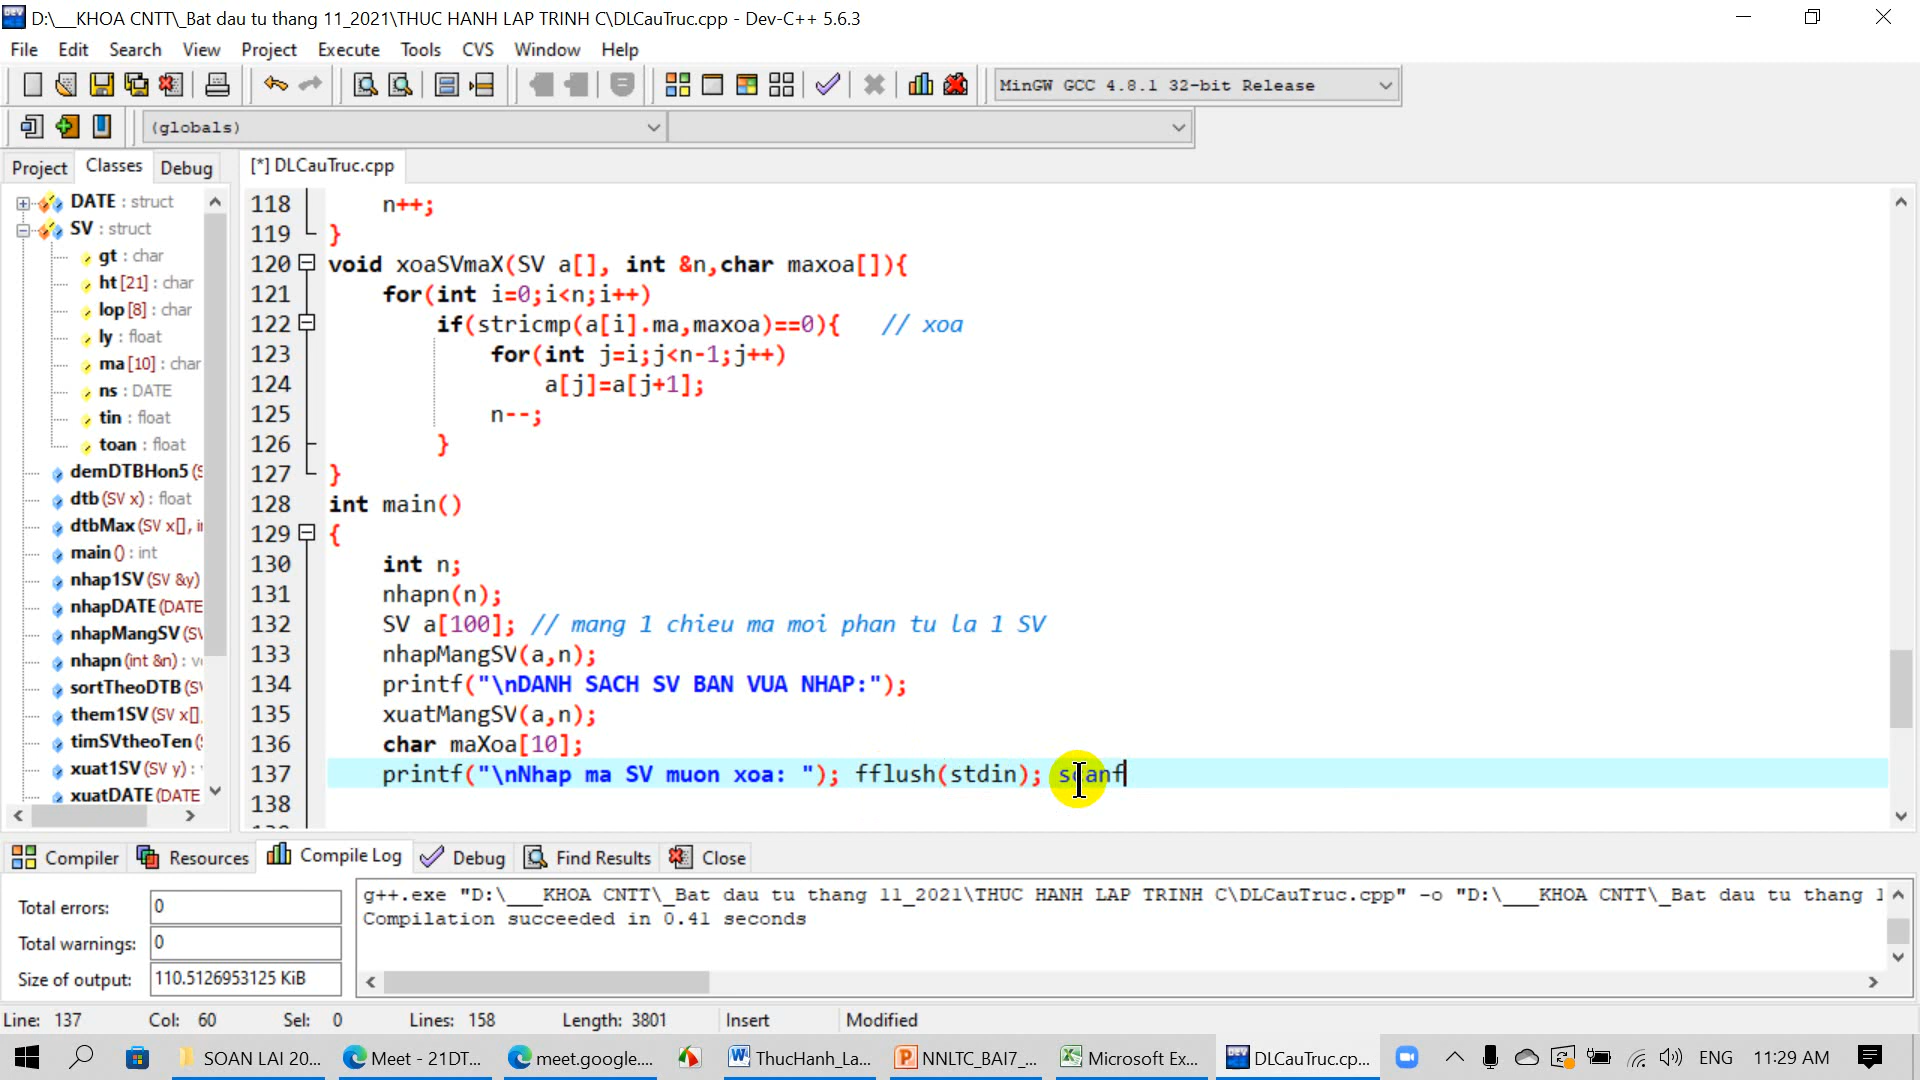 D:\___KHOA CNTT\_Bat dau tu thang 11_2021\THUC HANH LAP TRINH C\DLCauTruc.cpp - Dev-C++ 5.6.3
File Edit Search View Project Execute Tools CVS Window Help
MinGW GCC 4.8.1 32-bit Release
(globals)
Project Classes Debug
[*] DLCauTruc.cpp
DATE : struct
SV : struct
gt : char
ht [21] : char
lop [8] : char
ly : float
ma [10] : char
ns : DATE
tin : float
toan : float
demDTBHon5 (S
dtb (SV x) : float
dtbMax (SV x[], i
main () : int
nhap1SV (SV &y)
nhapDATE (DATE
nhapMangSV (SV
nhapn (int &n) : v
sortTheoDTB (SV
them1SV (SV x[]
timSVtheoTen (
xuat1SV (SV y) :
xuatDATE (DATE
118 n++;
119 }
120 void xoaSVmaX(SV a[], int &n,char maxoa[]){
121 for(int i=0;i<n;i++)
122 if(stricmp(a[i].ma,maxoa)==0){ // xoa
123 for(int j=i;j<n-1;j++)
124 a[j]=a[j+1];
125 n--;
126 }
127 }
128 int main()
129 {
130 int n;
131 nhapn(n);
132 SV a[100]; // mang 1 chieu ma moi phan tu la 1 SV
133 nhapMangSV(a,n);
134 printf("\nDANH SACH SV BAN VUA NHAP:");
135 xuatMangSV(a,n);
136 char maXoa[10];
137 printf("\nNhap ma SV muon xoa: "); fflush(stdin); scanf
138
Compiler Resources Compile Log Debug Find Results Close
Total errors: 0
Total warnings: 0
Size of output: 110.5126953125 KiB
g++.exe "D:\___KHOA CNTT\_Bat dau tu thang 11_2021\THUC HANH LAP TRINH C\DLCauTruc.cpp" -o "D:\___KHOA CNTT\_Bat dau tu thang 1
Compilation succeeded in 0.41 seconds
Line: 137 Col: 60 Sel: 0 Lines: 158 Length: 3801 Insert Modified
SOAN LAI 20... Meet - 21DT... meet.google.... ThucHanh_La... NNLTC_BAI7_... Microsoft Ex... DLCauTruc.cp... ENG 11:29 AM